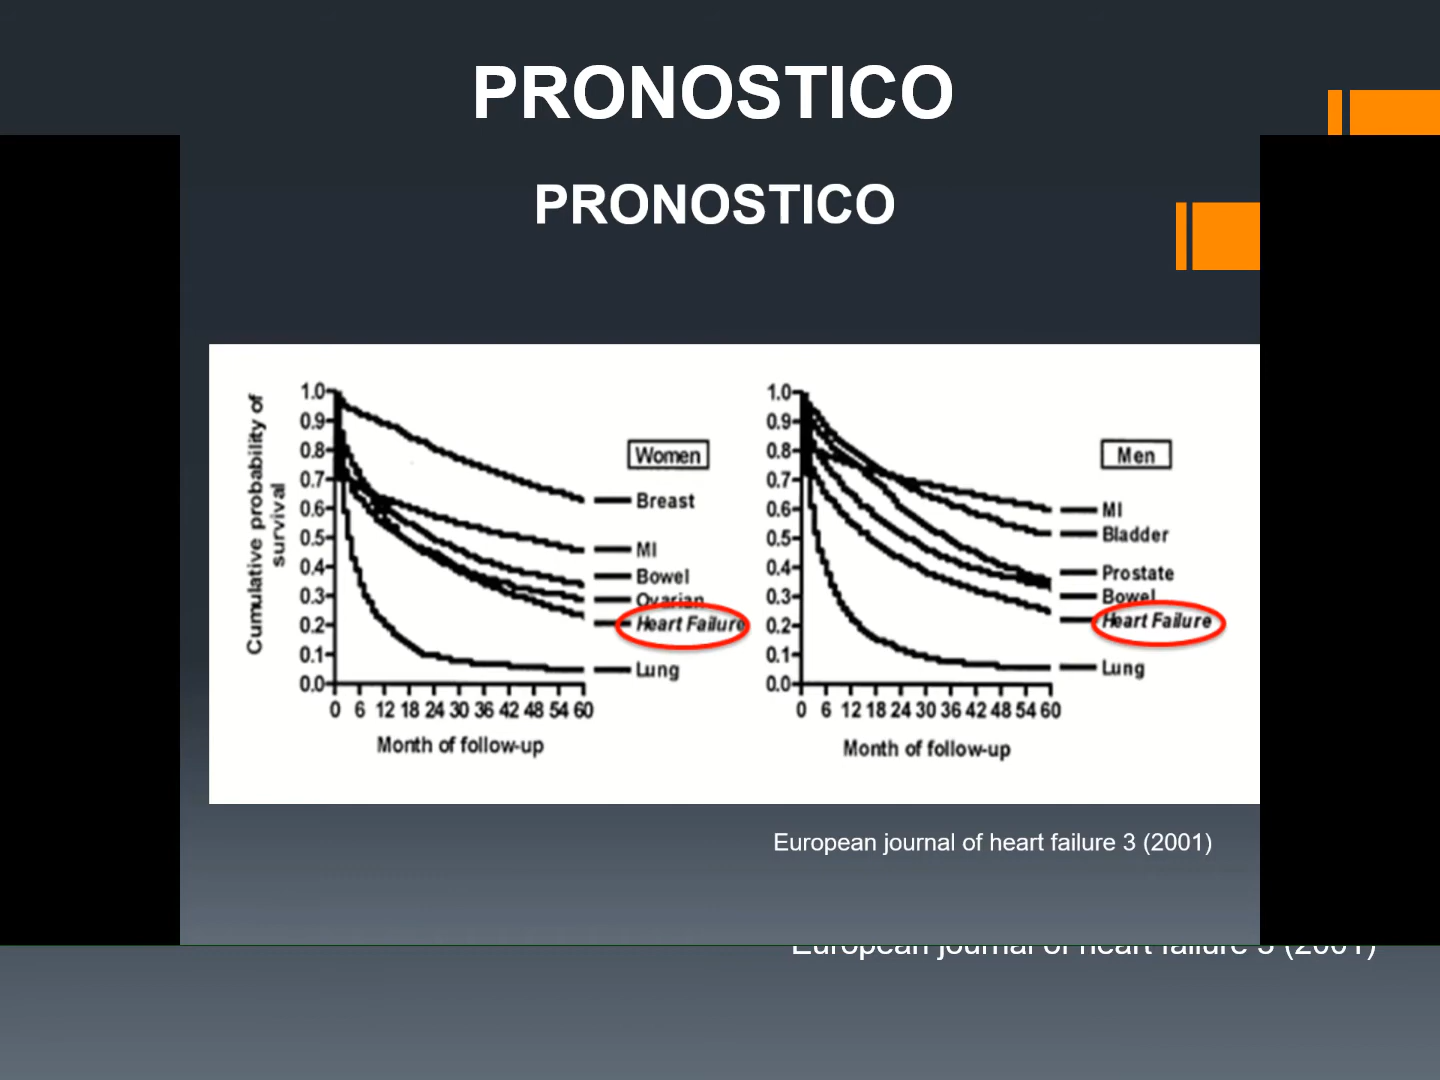 PRONOSTICO
PRONOSTICO
Cumulative probability of
survival
1.0
0.9
0.8
0.7
0.6
0.5
0.4
0.3
0.2
0.1
0.0
0 6 12 18 24 30 36 42 48 54 60
Month of follow-up
Women
Breast
MI
Bowel
Ovarian
Heart Failure
Lung
1.0
0.9
0.8
0.7
0.6
0.5
0.4
0.3
0.2
0.1
0.0
0 6 12 18 24 30 36 42 48 54 60
Month of follow-up
Men
MI
Bladder
Prostate
Bowel
Heart Failure
Lung
European journal of heart failure 3 (2001)
European journal of heart failure 3 (2001)